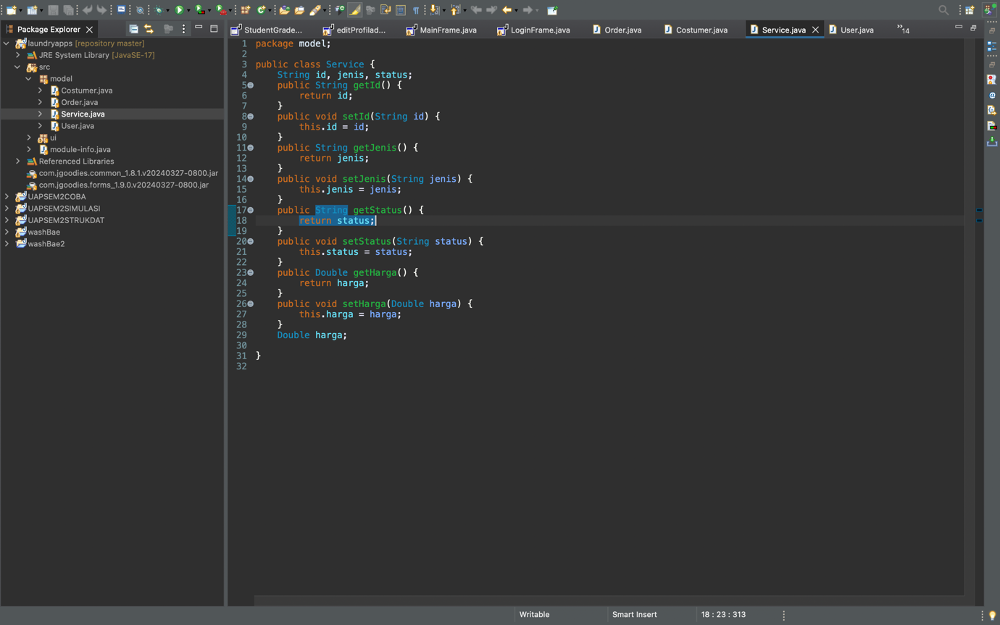 Package Explorer
StudentGrade...
editProfilad...
MainFrame.java
LoginFrame.java
Order.java
Costumer.java
Service.java
User.java
»14
laundryapps [repository master]
JRE System Library [JavaSE-17]
src
model
Costumer.java
Order.java
Service.java
User.java
ui
module-info.java
Referenced Libraries
com.jgoodies.common_1.8.1.v20240327-0800.jar
com.jgoodies.forms_1.9.0.v20240327-0800.jar
UAPSEM2COBA
UAPSEM2SIMULASI
UAPSEM2STRUKDAT
washBae
washBae2
1 package model;
2
3 public class Service {
4     String id, jenis, status;
5     public String getId() {
6         return id;
7     }
8     public void setId(String id) {
9         this.id = id;
10     }
11     public String getJenis() {
12         return jenis;
13     }
14     public void setJenis(String jenis) {
15         this.jenis = jenis;
16     }
17     public String getStatus() {
18         return status;
19     }
20     public void setStatus(String status) {
21         this.status = status;
22     }
23     public Double getHarga() {
24         return harga;
25     }
26     public void setHarga(Double harga) {
27         this.harga = harga;
28     }
29     Double harga;
30
31 }
32
Writable
Smart Insert
18 : 23 : 313